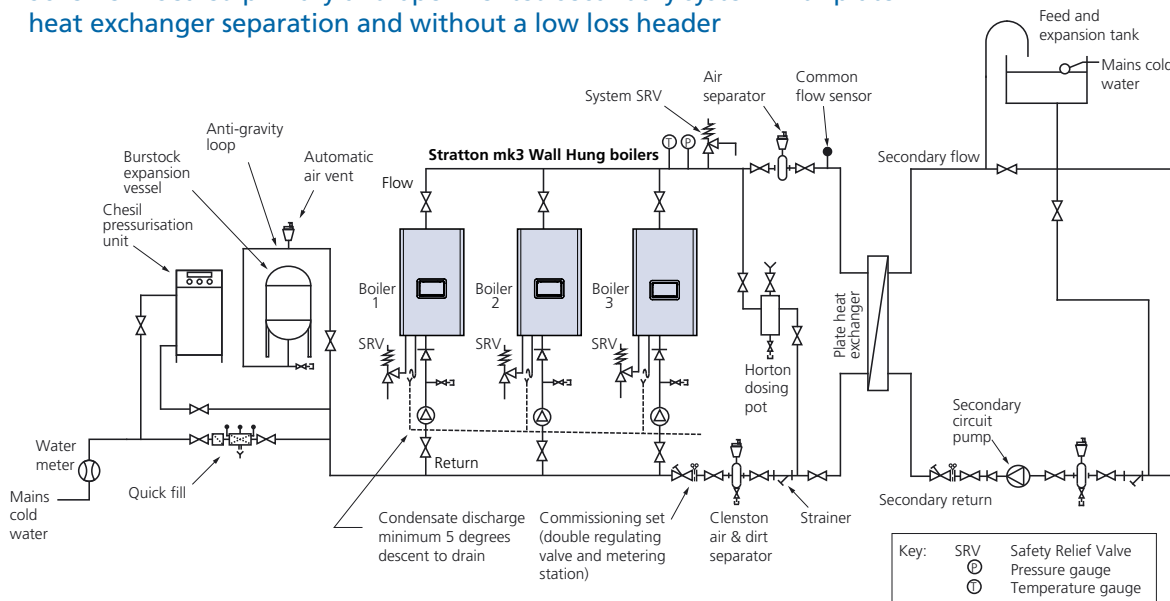 heat exchanger separation and without a low loss header
Feed and
expansion tank
Mains cold
water
Air
separator
Common
flow sensor
System SRV
Anti-gravity
loop
Burstock
expansion
vessel
Automatic
air vent
Chesil
pressurisation
unit
Stratton mk3 Wall Hung boilers
T
P
Flow
Secondary flow
Boiler
1
Boiler
2
Boiler
3
SRV
SRV
SRV
Plate heat
exchanger
Horton
dosing
pot
Secondary
circuit
pump
Water
meter
Quick fill
Return
Mains
cold
water
Condensate discharge
minimum 5 degrees
descent to drain
Commissioning set
(double regulating
valve and metering
station)
Clenston
air & dirt
separator
Strainer
Secondary return
Key: SRV Safety Relief Valve
P Pressure gauge
T Temperature gauge